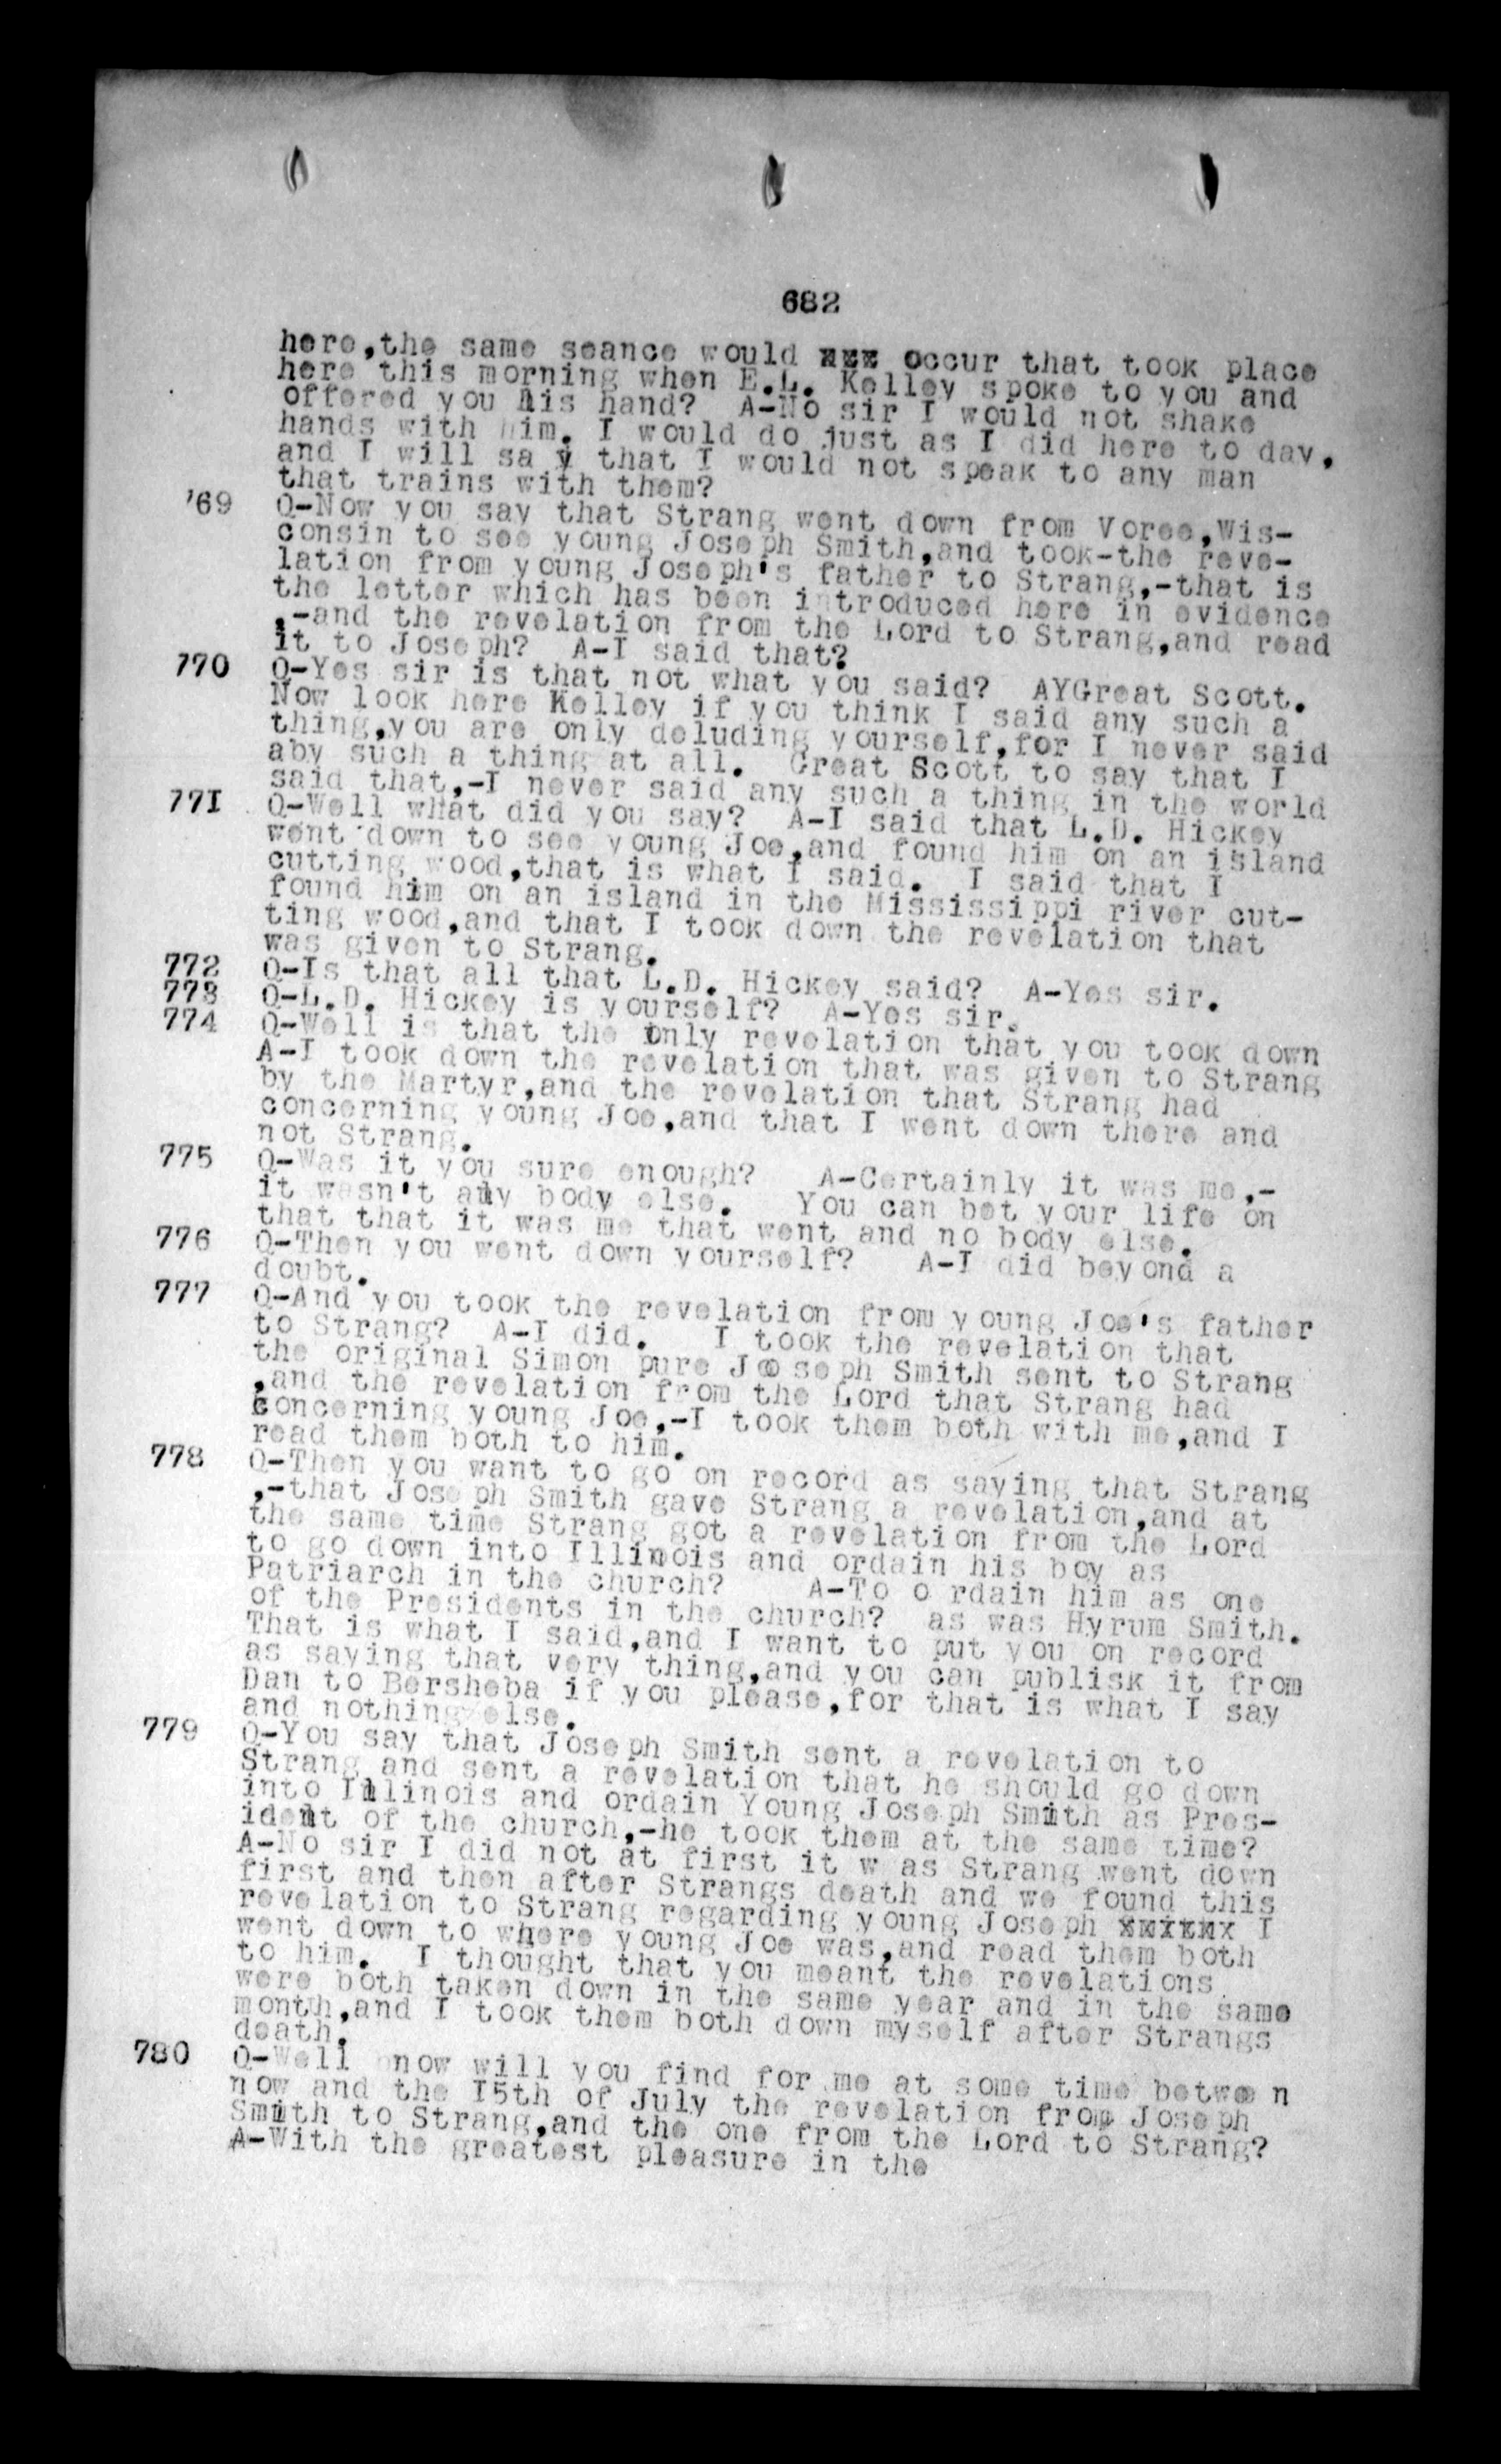 682
here,the same seance would xxx occur that took place
here this morning when E.L. Kelley spoke to you and
offered you his hand?  A-No sir I would not shake
hands with him. I would do just as I did here to day,
and I will sa y that I would not speak to any man
that trains with them?
'69 Q-Now you say that Strang went down from Voree,Wis-
consin to see young Joseph Smith,and took-the reve-
lation from young Joseph's father to Strang,-that is
the letter which has been introduced here in evidence
,-and the revelation from the Lord to Strang,and read
it to Joseph?  A-I said that?
770 Q-Yes sir is that not what you said?  AYGreat Scott.
Now look here Kelley if you think I said any such a
thing,you are only deluding yourself,for I never said
aby such a thing at all.  Great Scott to say that I
said that,-I never said any such a thing in the world
771 Q-Well what did you say?  A-I said that L.D. Hickey
went down to see young Joe,and found him on an island
cutting wood,that is what I said.  I said that I
found him on an island in the Mississippi river cut-
ting wood,and that I took down the revelation that
was given to Strang.
772 Q-Is that all that L.D. Hickey said?  A-Yes sir.
773 Q-L.D. Hickey is yourself?  A-Yes sir.
774 Q-Well is that the only revelation that you took down
A-I took down the revelation that was given to Strang
by the Martyr,and the revelation that Strang had
concerning young Joe,and that I went down there and
not Strang.
775 Q-Was it you sure enough?   A-Certainly it was me,-
it wasn't any body else.   You can bet your life on
that that it was me that went and no body else.
776 Q-Then you went down yourself?   A-I did beyond a
doubt.
777 Q-And you took the revelation from young Joe's father
to Strang?  A-I did.   I took the revelation that
the original Simon pure Joseph Smith sent to Strang
,and the revelation from the Lord that Strang had
concerning young Joe,-I took them both with me,and I
read them both to him.
778 Q-Then you want to go on record as saying that Strang
,-that Joseph Smith gave Strang a revelation,and at
the same time Strang got a revelation from the Lord
to go down into Illinois and ordain his boy as
Patriarch in the church?    A-To o rdain him as one
of the Presidents in the church?  as was Hyrum Smith.
That is what I said,and I want to put you on record
as saying that very thing,and you can publisk it from
Dan to Bersheba if you please,for that is what I say
and nothing else.
779 Q-You say that Joseph Smith sent a revelation to
Strang and sent a revelation that he should go down
into Illinois and ordain Young Joseph Smith as Pres-
ident of the church,-he took them at the same time?
A-No sir I did not at first it w as Strang went down
first and then after Strangs death and we found this
revelation to Strang regarding young Joseph xxxxxx I
went down to where young Joe was,and read them both
to him.  I thought that you meant the revelations
were both taken down in the same year and in the same
month,and I took them both down myself after Strangs
death.
780 Q-Well now will you find for me at some time betwee n
now and the 15th of July the revelation from Joseph
Smith to Strang,and the one from the Lord to Strang?
A-With the greatest pleasure in the